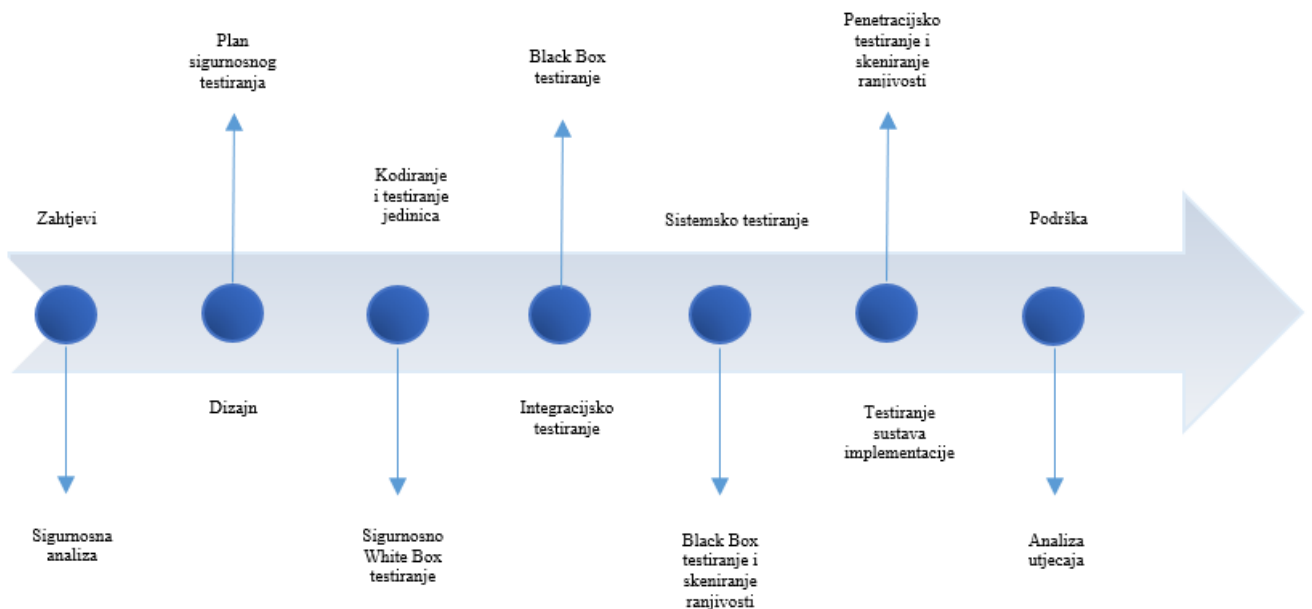 Plan
sigurnosnog
testiranja
Black Box
testiranje
Penetracijsko
testiranje i
skeniranje
ranjivosti
Zahtjevi
Kodiranje
i testiranje
jedinica
Sistemsko testiranje
Podrška
Dizajn
Integracijsko
testiranje
Testiranje
sustava
implementacije
Sigurnosna
analiza
Sigurnosno
White Box
testiranje
Black Box
testiranje i
skeniranje
ranjivosti
Analiza
utjecaja